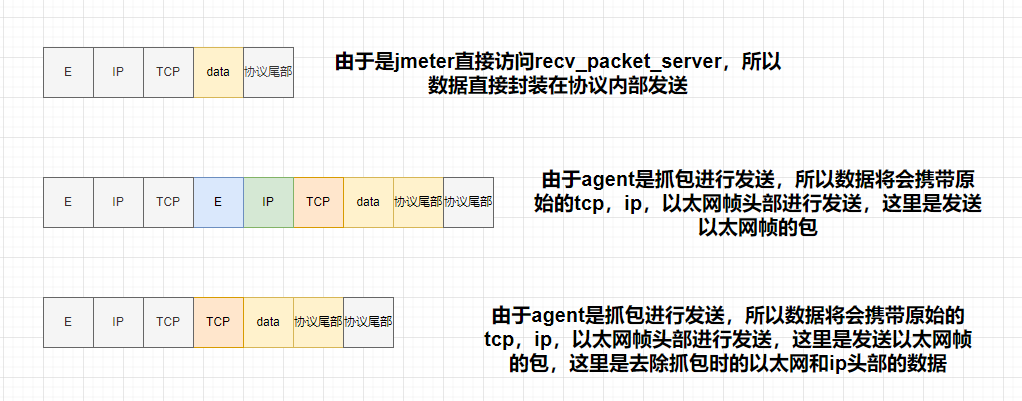 E IP TCP data 协议尾部
由于是jmeter直接访问recv_packet_server，所以
数据直接封装在协议内部发送
E IP TCP E IP TCP data 协议尾部 协议尾部
由于agent是抓包进行发送，所以数据将会携带原
始的tcp，ip，以太网帧头部进行发送，这里是发送
以太网帧的包
E IP TCP TCP data 协议尾部 协议尾部
由于agent是抓包进行发送，所以数据将会携带原始的
tcp，ip，以太网帧头部进行发送，这里是发送以太网帧
的包，这里是去除抓包时的以太网和ip头部的数据